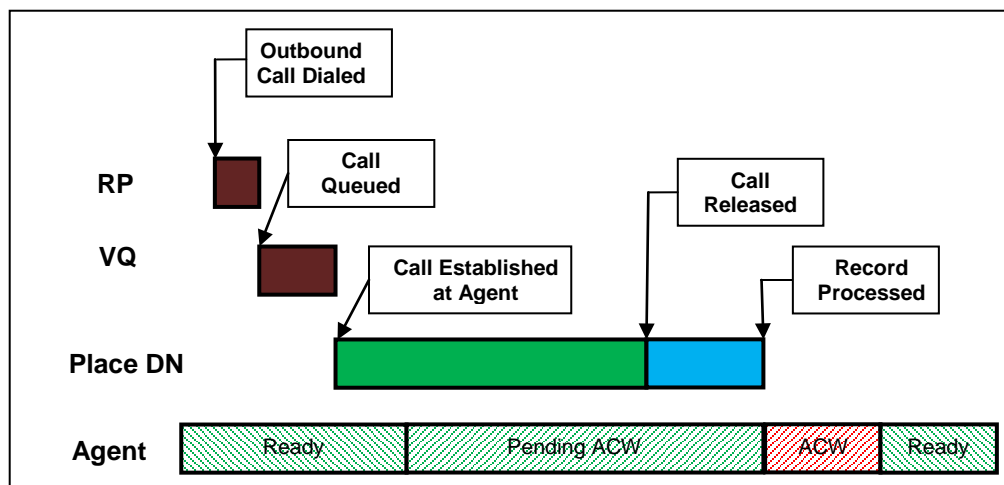 Outbound
Call Dialed
RP
Call
Queued
Call
Released
VQ
Call Established
at Agent
Record
Processed
Place DN
Agent
Ready
Pending ACW
ACW
Ready